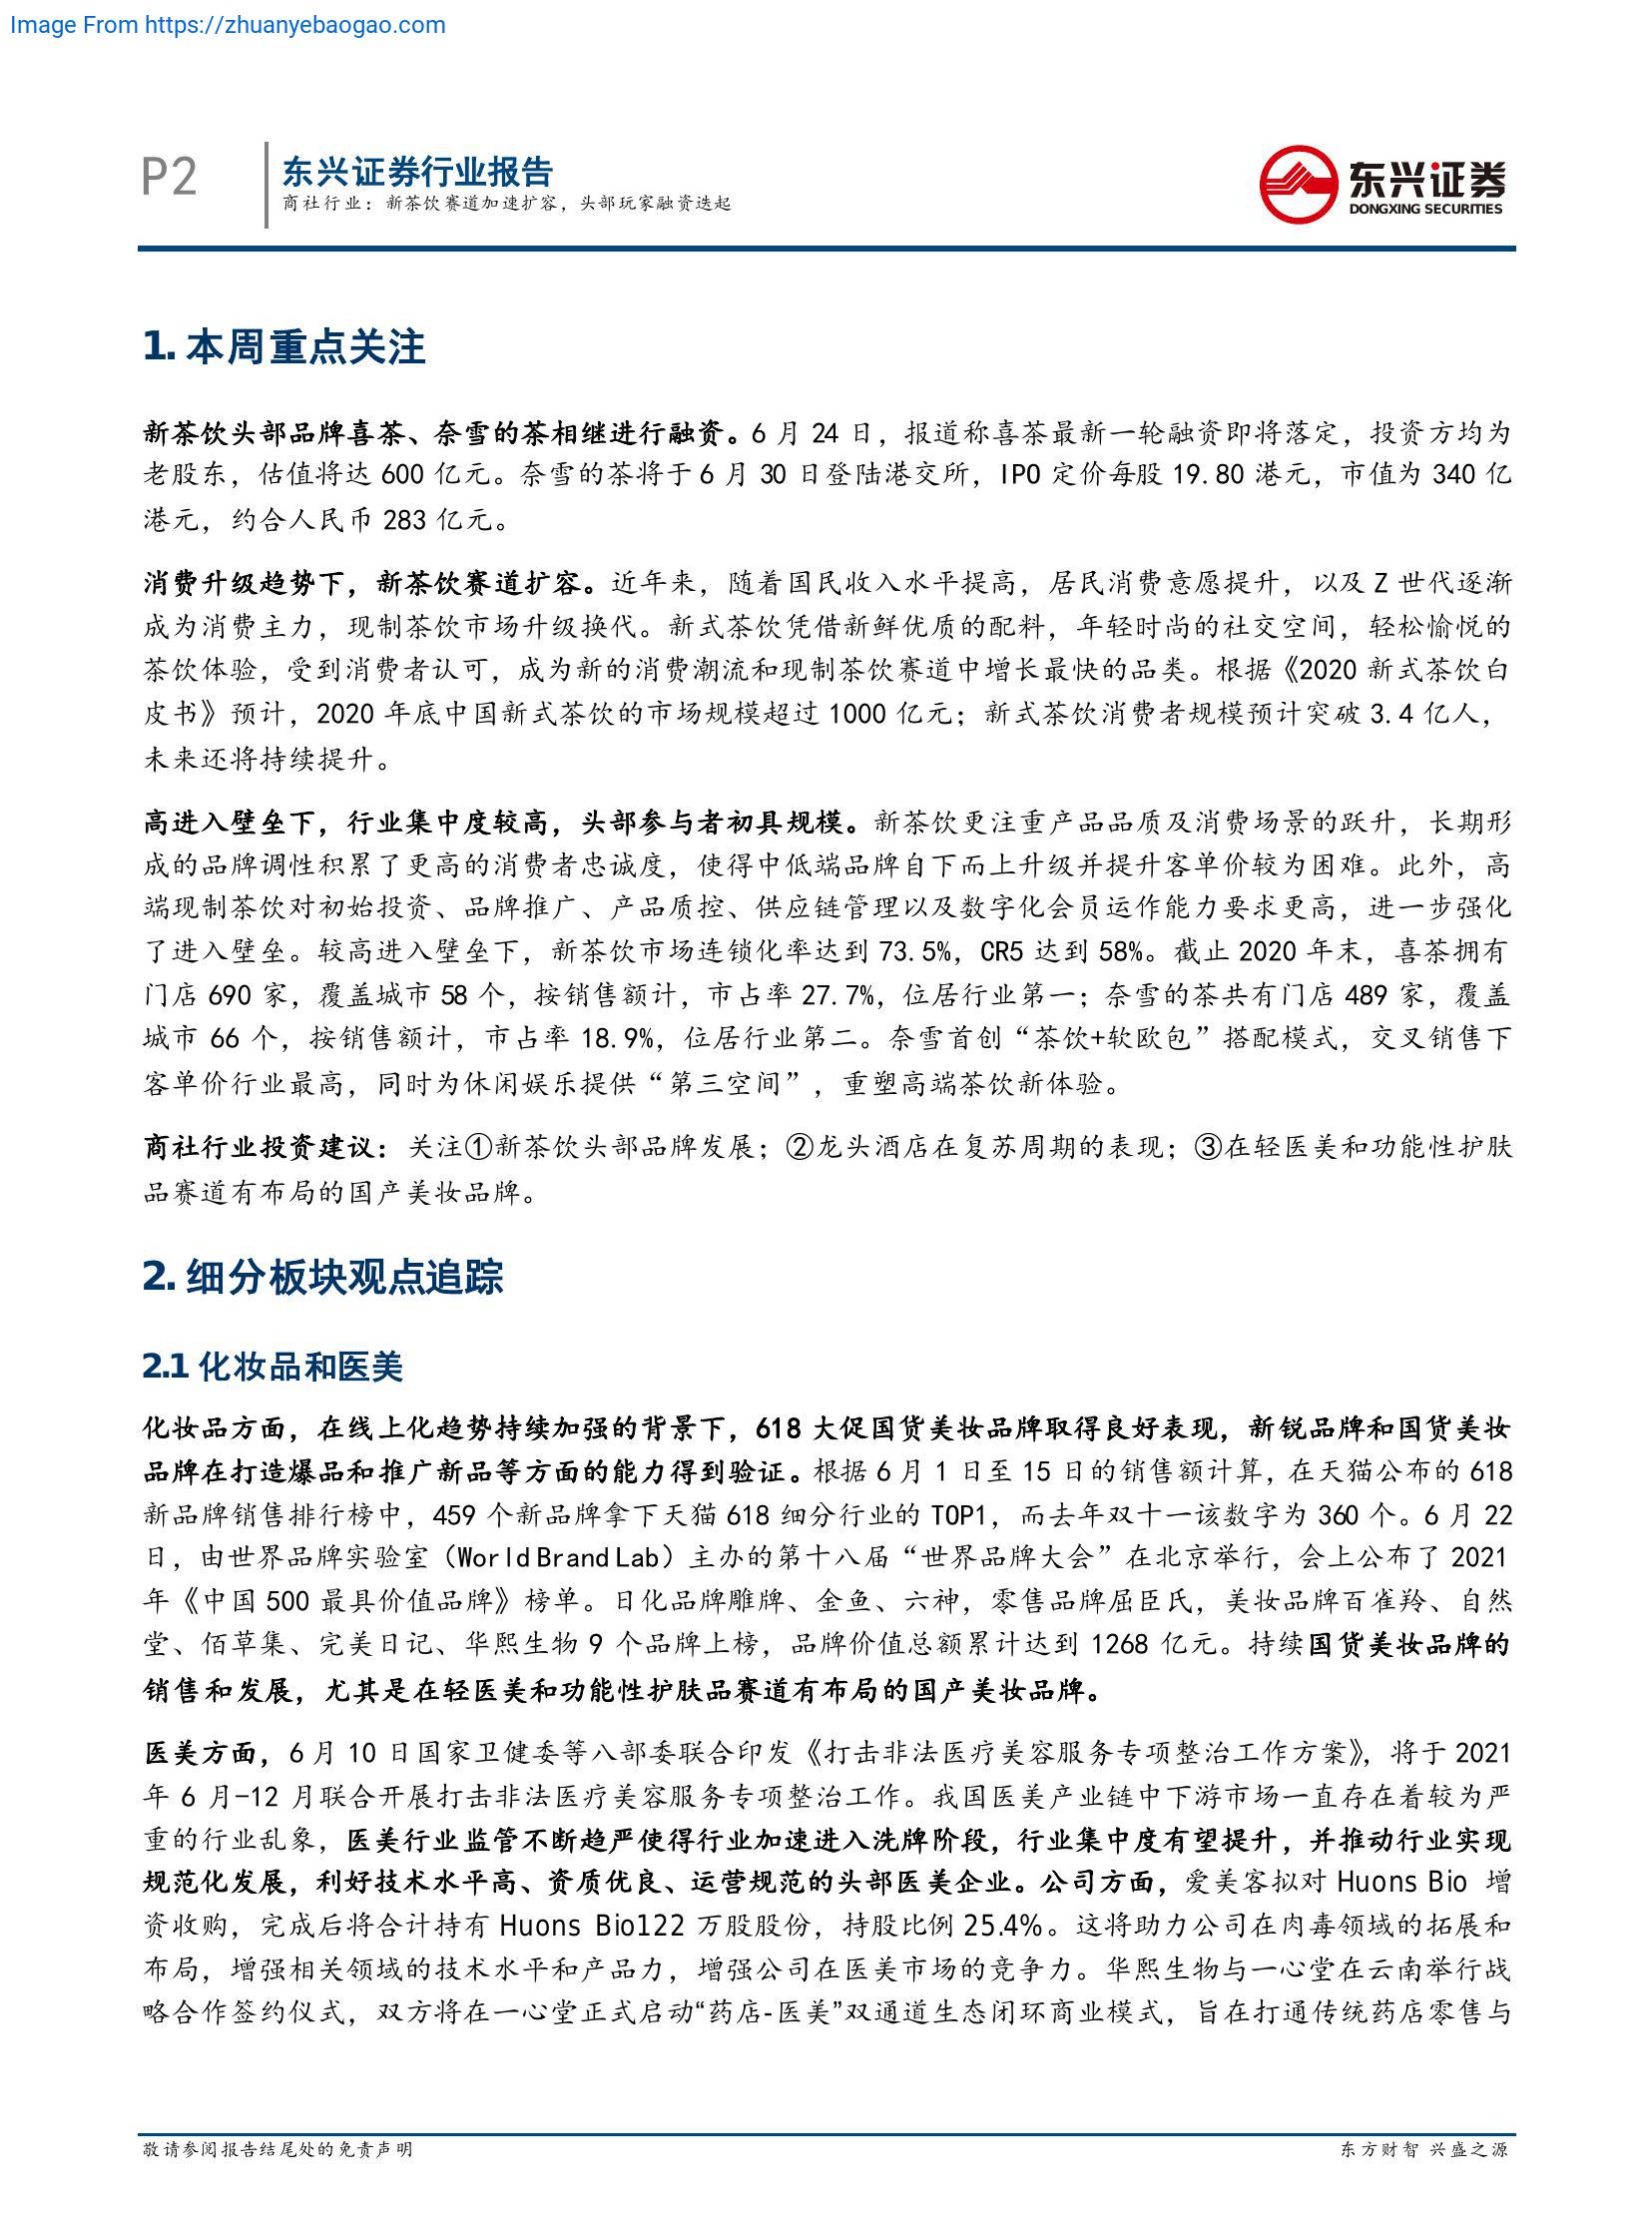 Image From https://zhuanyebaogao.com
P2
东兴证券行业报告
商社行业：新茶饮赛道加速扩容，头部玩家融资迭起
东兴证券
DONGXING SECURITIES
1. 本周重点关注
新茶饮头部品牌喜茶、奈雪的茶相继进行融资。6 月 24 日，报道称喜茶最新一轮融资即将落定，投资方均为
老股东，估值将达 600 亿元。奈雪的茶将于 6 月 30 日登陆港交所，IPO 定价每股 19.80 港元，市值为 340 亿
港元，约合人民币 283 亿元。
消费升级趋势下，新茶饮赛道扩容。近年来，随着国民收入水平提高，居民消费意愿提升，以及 Z 世代逐渐
成为消费主力，现制茶饮市场升级换代。新式茶饮凭借新鲜优质的配料，年轻时尚的社交空间，轻松愉悦的
茶饮体验，受到消费者认可，成为新的消费潮流和现制茶饮赛道中增长最快的品类。根据《2020 新式茶饮白
皮书》预计，2020 年底中国新式茶饮的市场规模超过 1000 亿元；新式茶饮消费者规模预计突破 3.4 亿人，
未来还将持续提升。
高进入壁垒下，行业集中度较高，头部参与者初具规模。新茶饮更注重产品品质及消费场景的跃升，长期形
成的品牌调性积累了更高的消费者忠诚度，使得中低端品牌自下而上升级并提升客单价较为困难。此外，高
端现制茶饮对初始投资、品牌推广、产品质控、供应链管理以及数字化会员运作能力要求更高，进一步强化
了进入壁垒。较高进入壁垒下，新茶饮市场连锁化率达到 73.5%，CR5 达到 58%。截止 2020 年末，喜茶拥有
门店 690 家，覆盖城市 58 个，按销售额计，市占率 27.7%，位居行业第一；奈雪的茶共有门店 489 家，覆盖
城市 66 个，按销售额计，市占率 18.9%，位居行业第二。奈雪首创“茶饮+软欧包”搭配模式，交叉销售下
客单价行业最高，同时为休闲娱乐提供“第三空间”，重塑高端茶饮新体验。
商社行业投资建议：关注①新茶饮头部品牌发展；②龙头酒店在复苏周期的表现；③在轻医美和功能性护肤
品赛道有布局的国产美妆品牌。
2. 细分板块观点追踪
2.1 化妆品和医美
化妆品方面，在线上化趋势持续加强的背景下，618 大促国货美妆品牌取得良好表现，新锐品牌和国货美妆
品牌在打造爆品和推广新品等方面的能力得到验证。根据 6 月 1 日至 15 日的销售额计算，在天猫公布的 618
新品牌销售排行榜中，459 个新品牌拿下天猫 618 细分行业的 TOP1，而去年双十一该数字为 360 个。6 月 22
日，由世界品牌实验室（World Brand Lab）主办的第十八届“世界品牌大会”在北京举行，会上公布了 2021
年《中国 500 最具价值品牌》榜单。日化品牌雕牌、金鱼、六神，零售品牌屈臣氏，美妆品牌百雀羚、自然
堂、佰草集、完美日记、华熙生物 9 个品牌上榜，品牌价值总额累计达到 1268 亿元。持续国货美妆品牌的
销售和发展，尤其是在轻医美和功能性护肤品赛道有布局的国产美妆品牌。
医美方面，6 月 10 日国家卫健委等八部委联合印发《打击非法医疗美容服务专项整治工作方案》，将于 2021
年 6 月-12 月联合开展打击非法医疗美容服务专项整治工作。我国医美产业链中下游市场一直存在着较为严
重的行业乱象，医美行业监管不断趋严使得行业加速进入洗牌阶段，行业集中度有望提升，并推动行业实现
规范化发展，利好技术水平高、资质优良、运营规范的头部医美企业。公司方面，爱美客拟对 Huons Bio 增
资收购，完成后将合计持有 Huons Bio122 万股股份，持股比例 25.4%。这将助力公司在肉毒领域的拓展和
布局，增强相关领域的技术水平和产品力，增强公司在医美市场的竞争力。华熙生物与一心堂在云南举行战
略合作签约仪式，双方将在一心堂正式启动“药店-医美”双通道生态闭环商业模式，旨在打通传统药店零售与
敬请参阅报告结尾处的免责声明
东方财智 兴盛之源